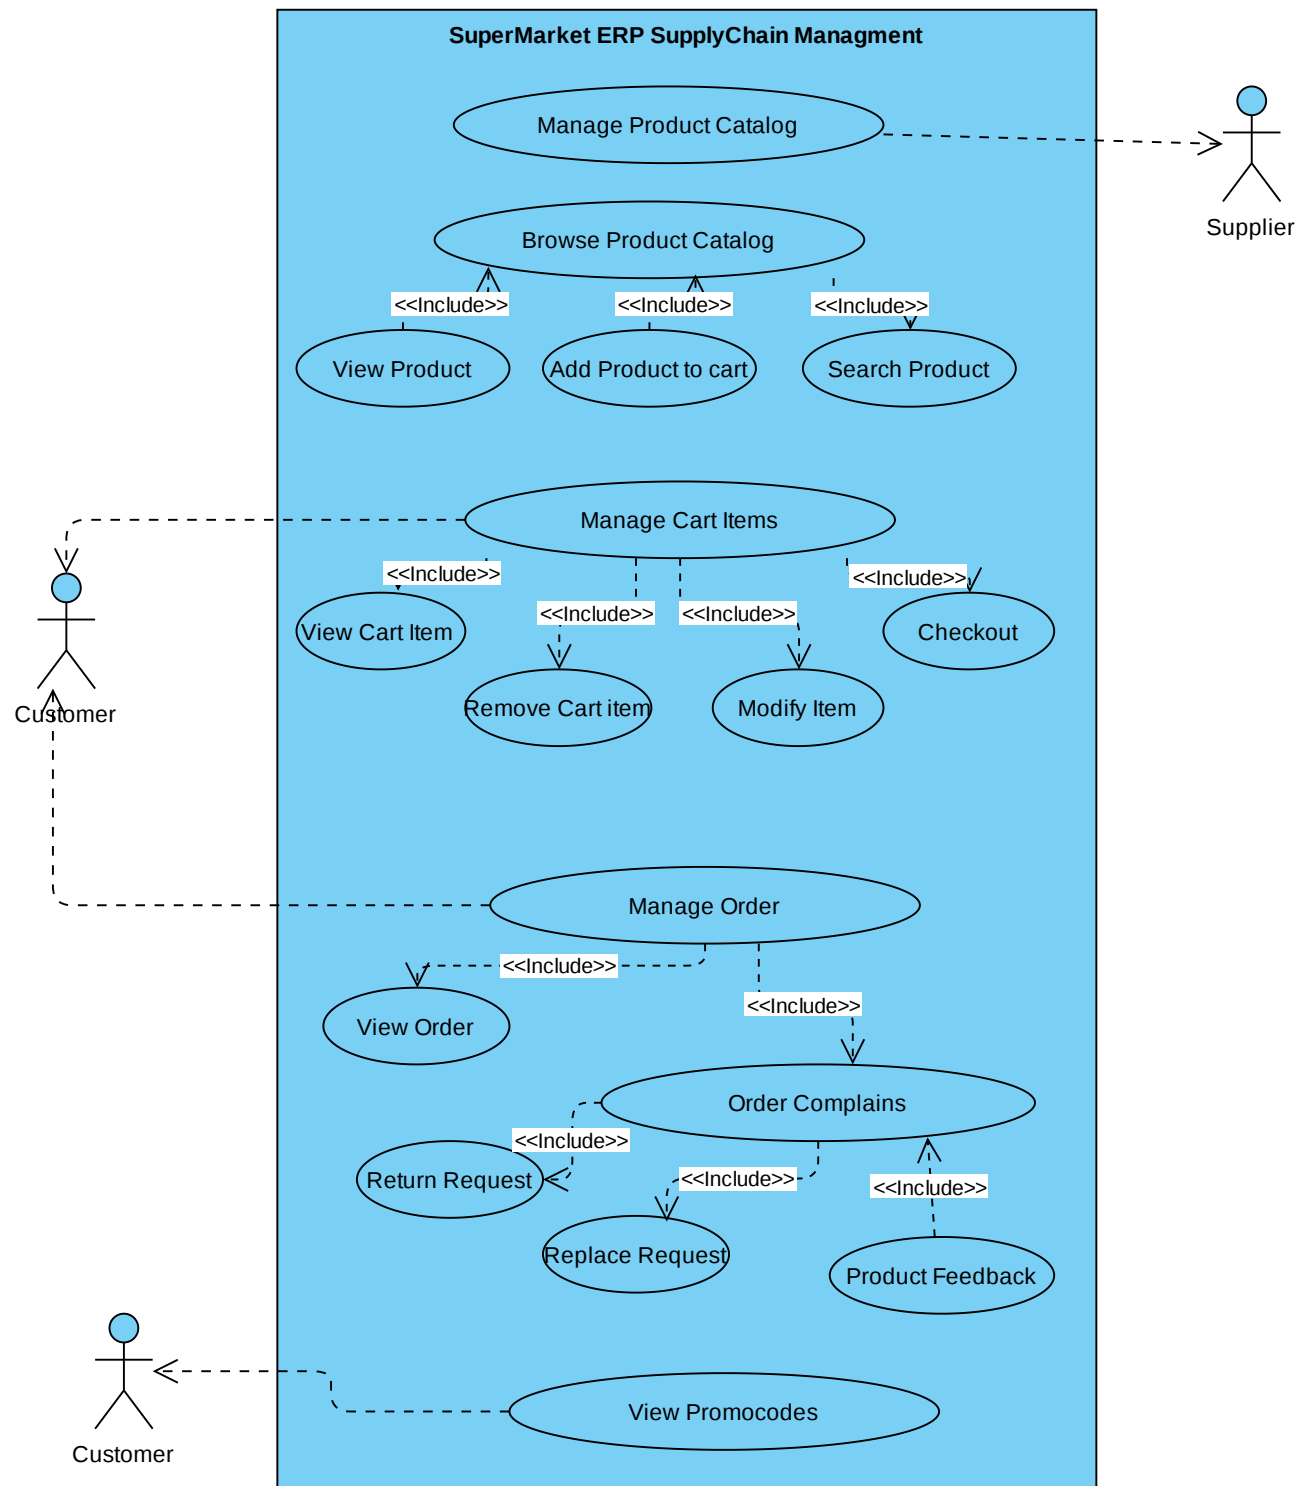 SuperMarket ERP SupplyChain Managment
Manage Product Catalog
Supplier
Browse Product Catalog
<<Include>>
<<Include>>
<<Include>>
View Product
Add Product to cart
Search Product
Manage Cart Items
<<Include>>
<<Include>>
<<Include>>
<<Include>>
View Cart Item
Checkout
Remove Cart item
Modify Item
Customer
Manage Order
<<Include>>
<<Include>>
View Order
Order Complains
<<Include>>
<<Include>>
<<Include>>
Return Request
Replace Request
Product Feedback
View Promocodes
Customer